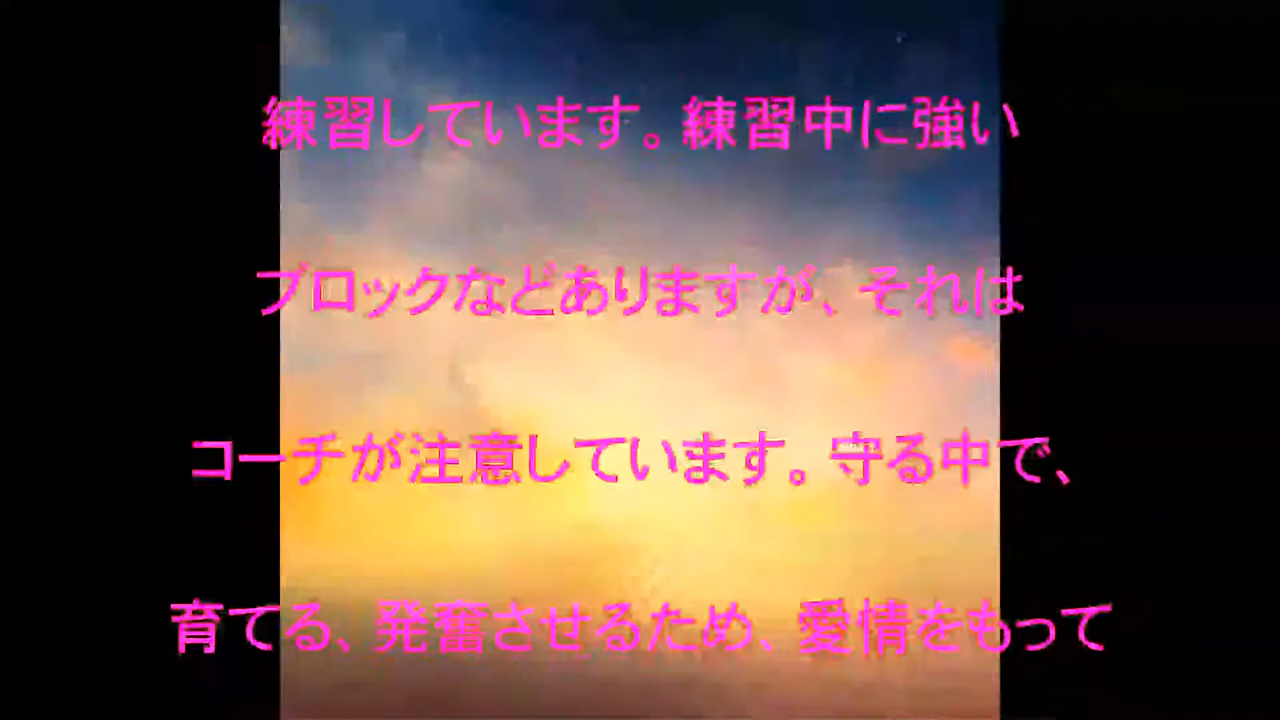 練習しています。練習中に強い
ブロックなどありますが、それは
コーチが注意しています。守る中で、
育てる、発奮させるため、愛情をもって